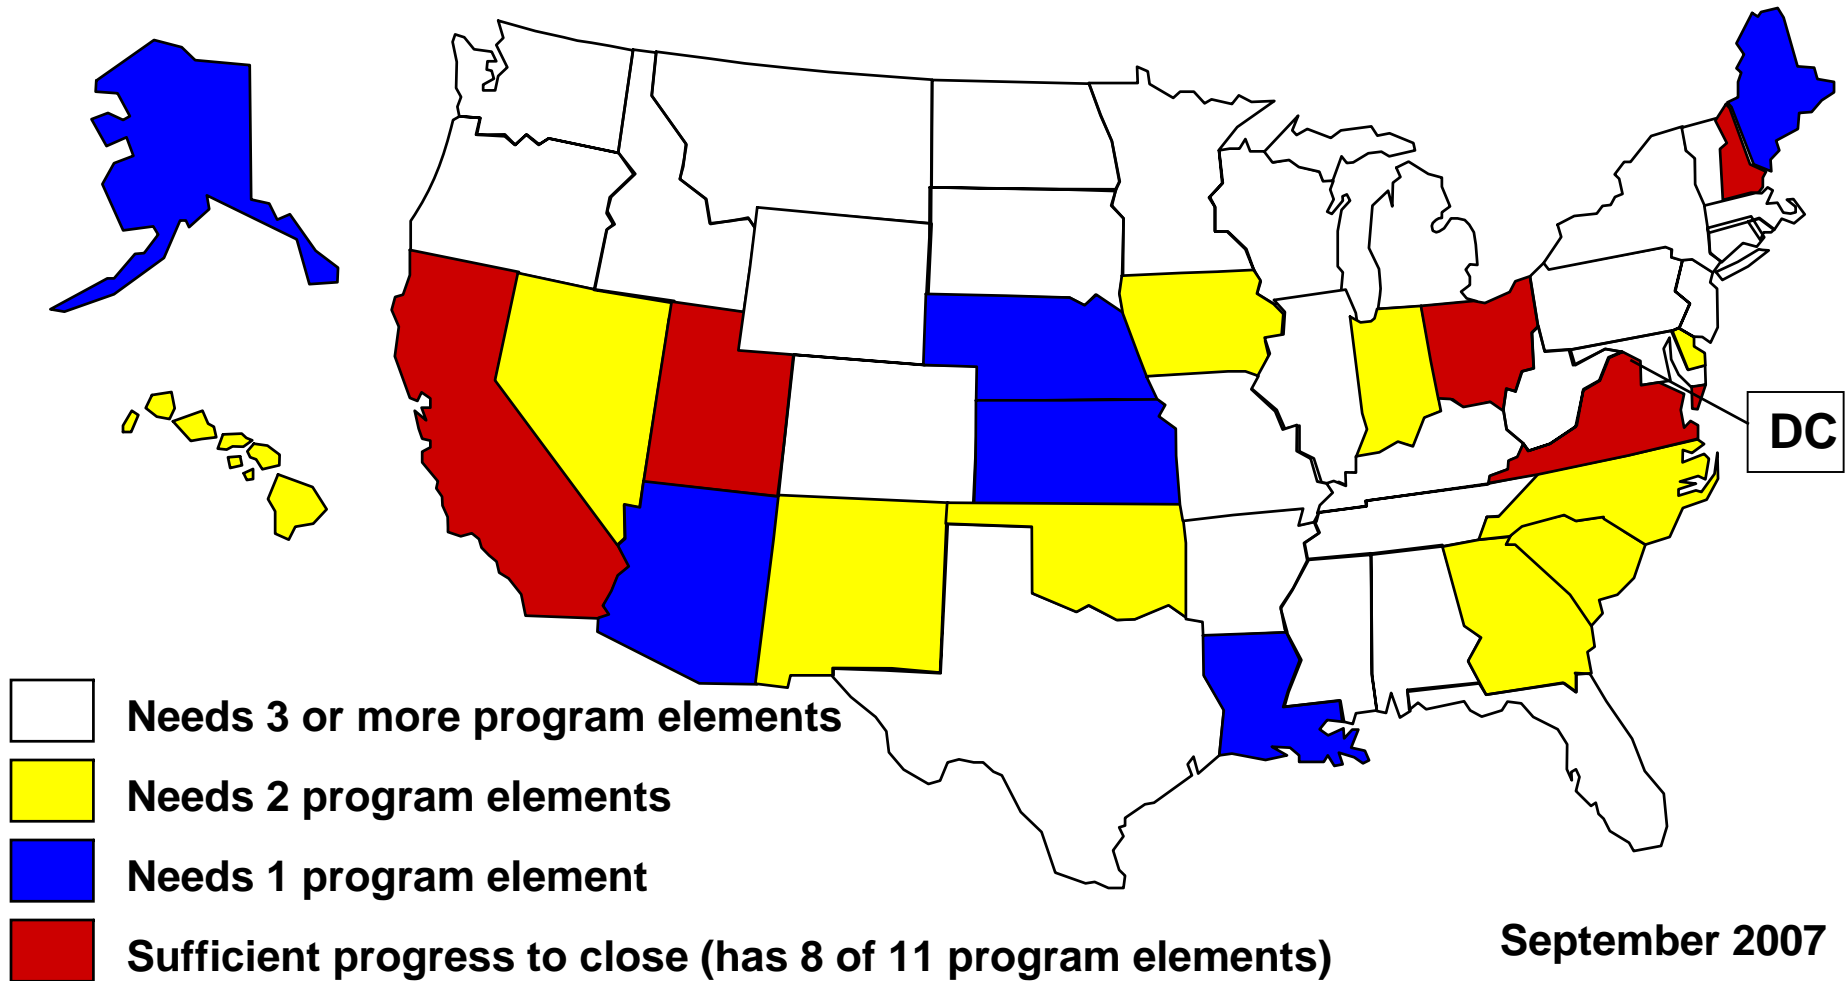 DC
Needs 3 or more program elements
Needs 2 program elements
Needs 1 program element
Sufficient progress to close (has 8 of 11 program elements)
September 2007